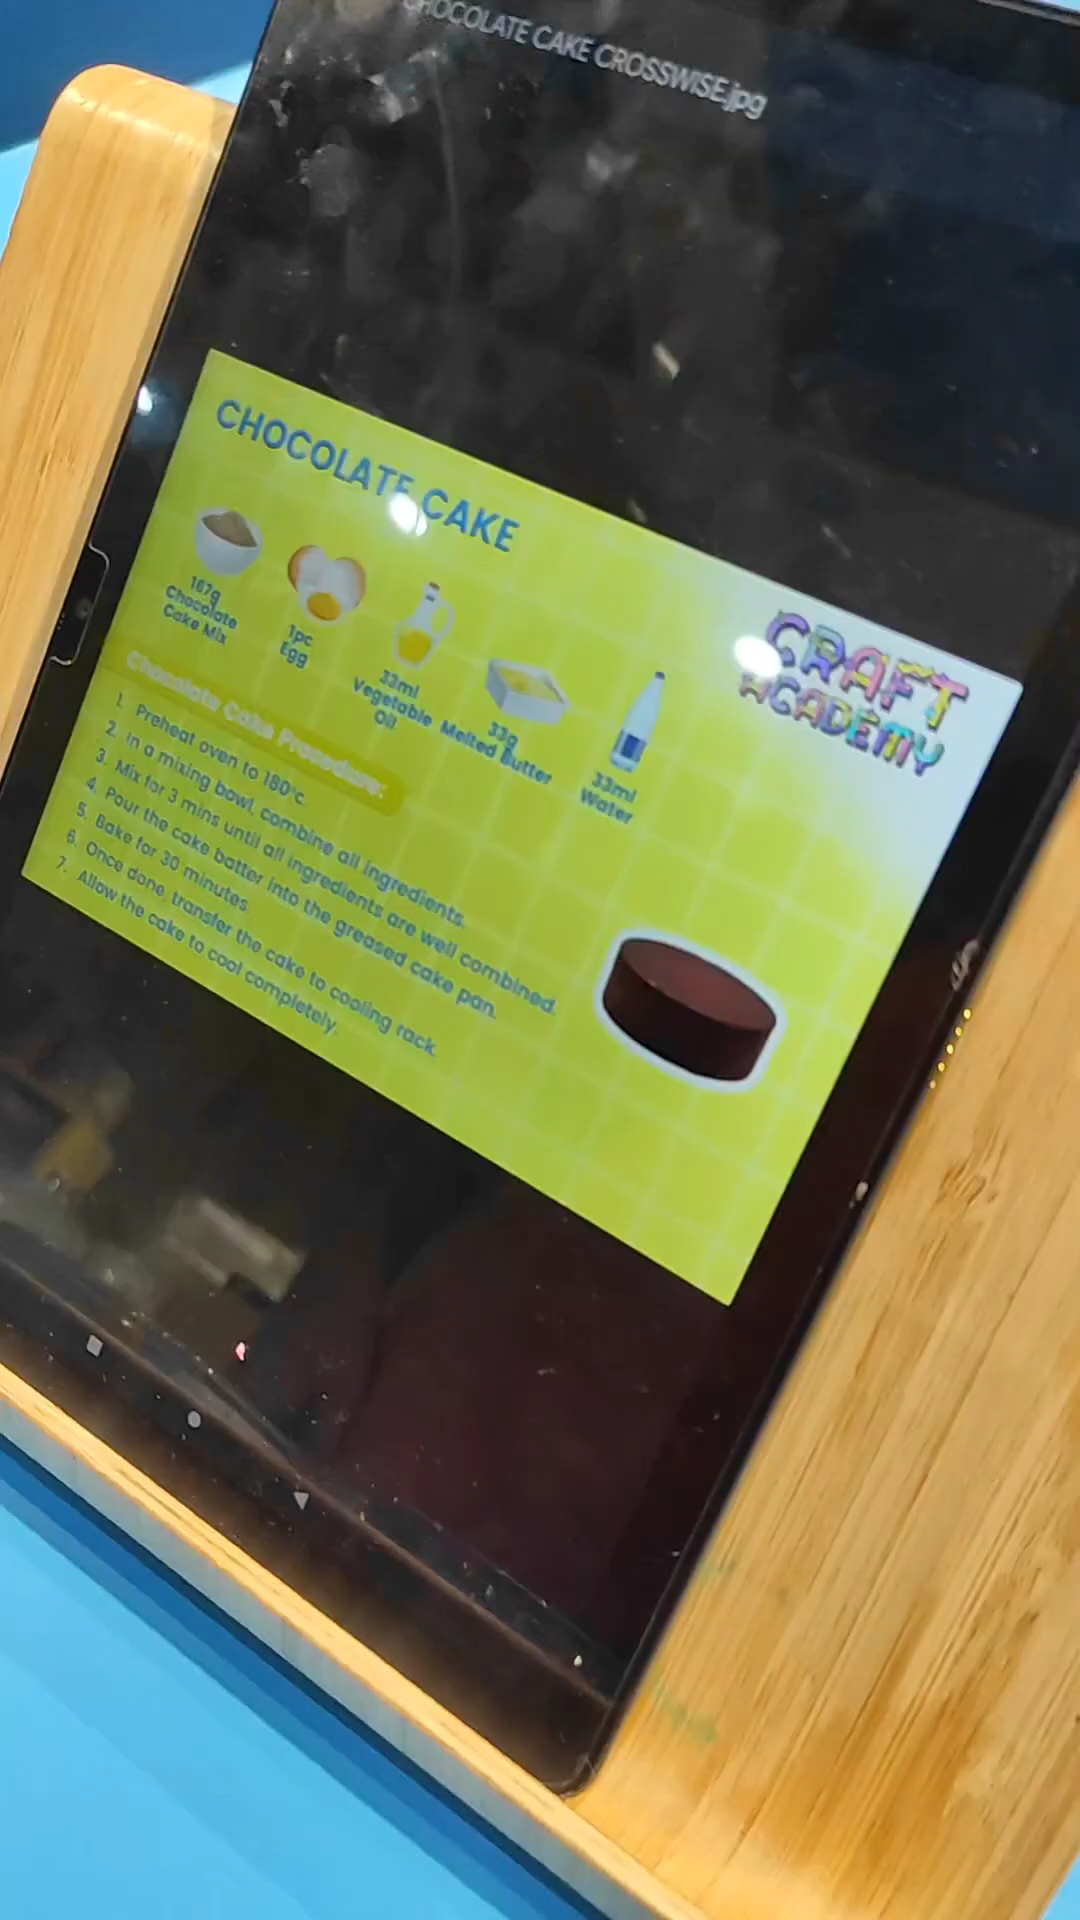 CHOCOLATE CAKE CROSSWISE.jpg
CHOCOLATE CAKE
CRAFT
ACADEMY
167g
Chocolate
Cake Mix
1pc
Egg
33ml
Vegetable
Oil
33g
Melted Butter
33ml
Water
Chocolate Cake Procedure:
1. Preheat oven to 180°c.
2. In a mixing bowl, combine all ingredients.
3. Mix for 3 mins until all ingredients are well combined.
4. Pour the cake batter into the greased cake pan.
5. Bake for 30 minutes
6. Once done, transfer the cake to cooling rack.
7. Allow the cake to cool completely.